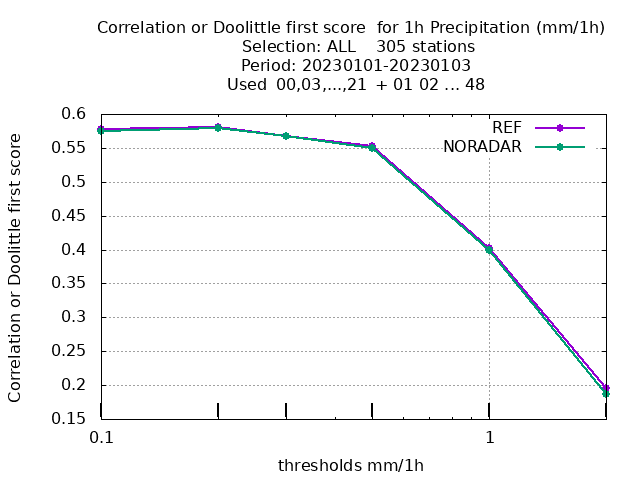 Correlation or Doolittle first score  for 1h Precipitation (mm/1h)
Selection: ALL    305 stations
Period: 20230101-20230103
Used  00,03,...,21  + 01 02 ... 48
REF
NORADAR
Correlation or Doolittle first score
0.6
0.55
0.5
0.45
0.4
0.35
0.3
0.25
0.2
0.15
0.1
1
thresholds mm/1h